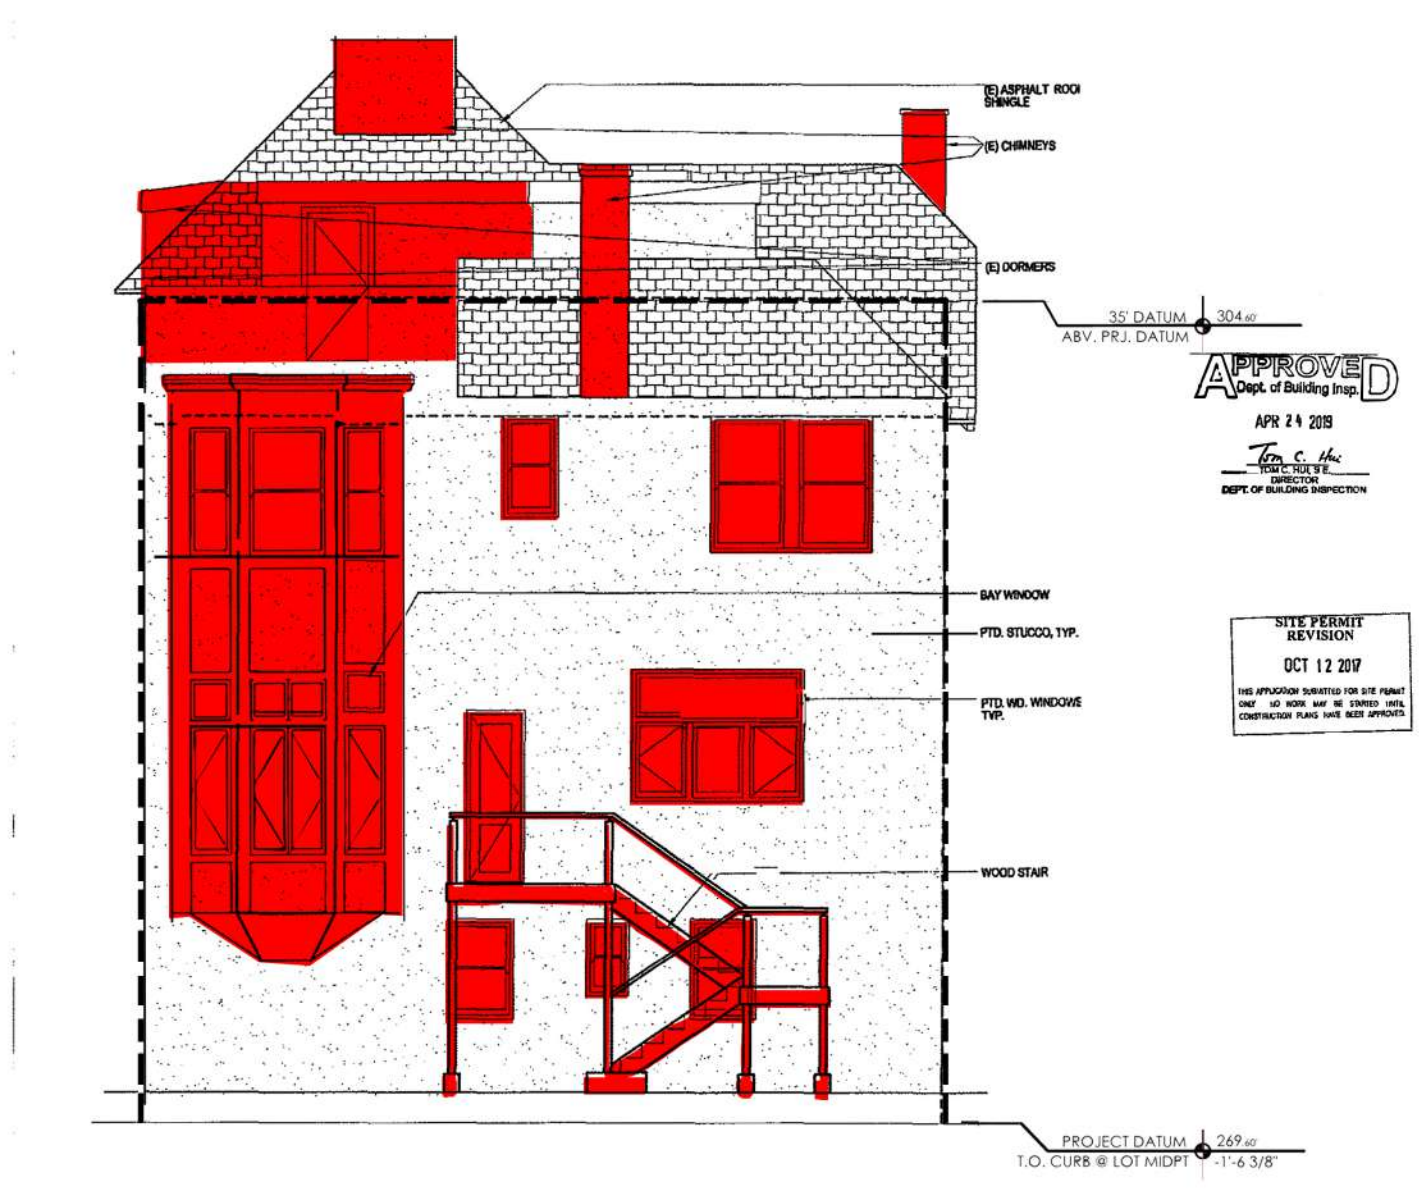 (E) ASPHALT ROOF
SHINGLE
(E) CHIMNEYS
(E) DORMERS
35' DATUM
304.60'
ABV. PRJ. DATUM
APPROVED
Dept. of Building Insp.
APR 24 2019
Tom C. Hui
TOM C. HUI, S.E.
DIRECTOR
DEPT. OF BUILDING INSPECTION
BAY WINDOW
SITE PERMIT
REVISION
OCT 12 2017
THIS APPLICATION SUBMITTED FOR SITE PERMIT
ONLY NO WORK MAY BE STARTED UNTIL
CONSTRUCTION PLANS HAVE BEEN APPROVED.
PTD. STUCCO, TYP.
PTD. WD. WINDOWS
TYP.
WOOD STAIR
PROJECT DATUM
269.60'
T.O. CURB @ LOT MIDPT
-1'-6 3/8"